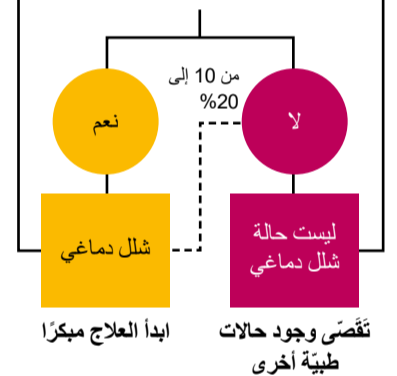 من 10 إلى
20%
لا
نعم
ليست حالة
شلل دماغي
شلل دماغي
تَقَصّى وجود حالات
طبيّة أخرى
ابدأ العلاج مبكرًا